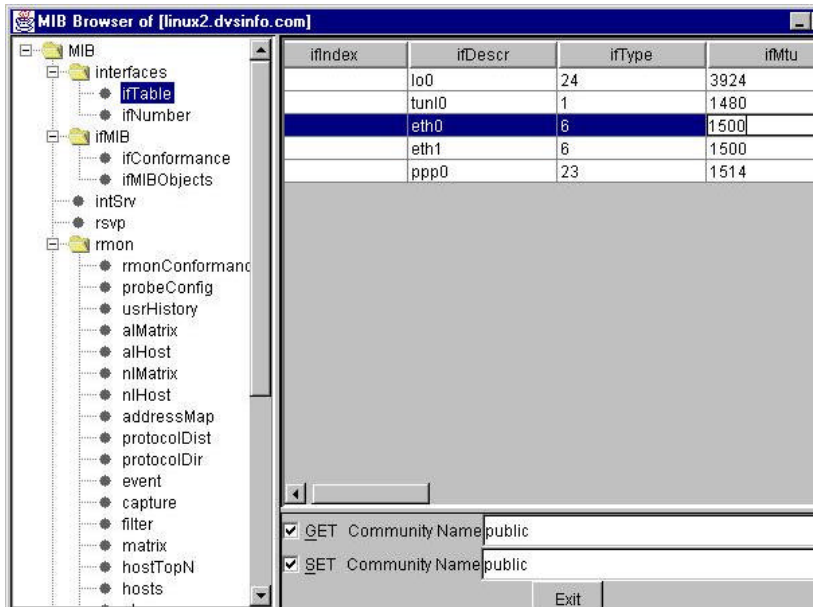 MIB Browser of [linux2.dvsinfo.com]
MIB
interfaces
ifTable
ifNumber
ifMIB
ifConformance
ifMIBObjects
intSrv
rsvp
rmon
rmonConformanc
probeConfig
usrHistory
alMatrix
alHost
nlMatrix
nlHost
addressMap
protocolDist
protocolDir
event
capture
filter
matrix
hostTopN
hosts
ifIndex ifDescr ifType ifMtu
lo0 24 3924
tunl0 1 1480
eth0 6 1500
eth1 6 1500
ppp0 23 1514
GET Community Name public
SET Community Name public
Exit